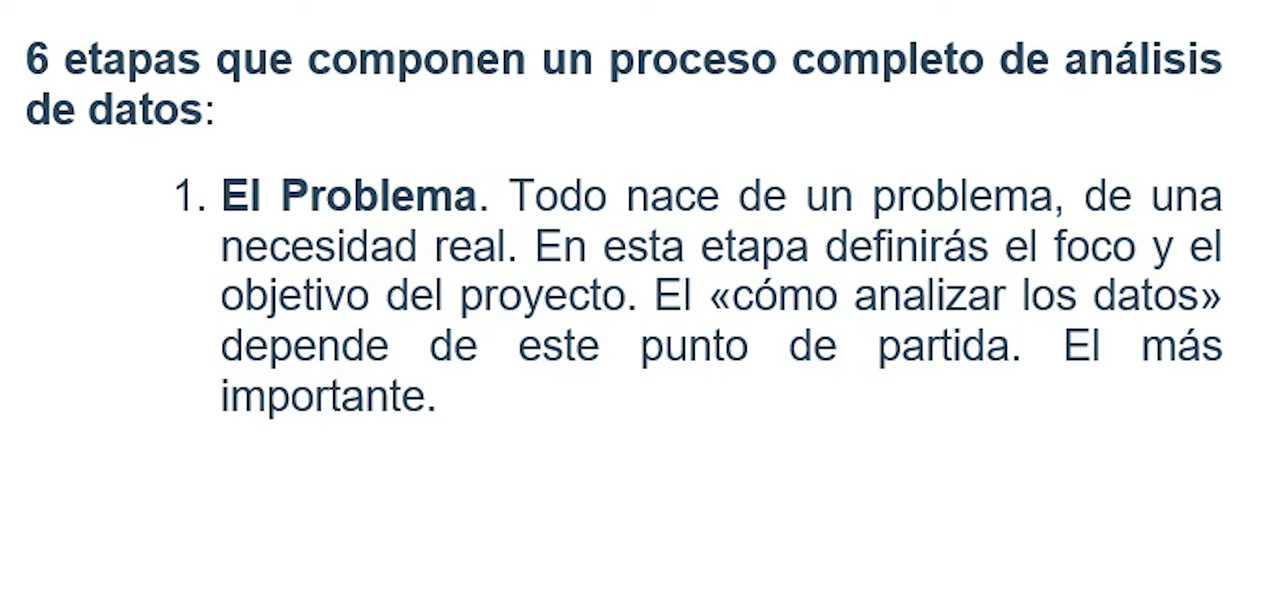 6 etapas que componen un proceso completo de análisis
de datos:
1. El Problema. Todo nace de un problema, de una
necesidad real. En esta etapa definirás el foco y el
objetivo del proyecto. El «cómo analizar los datos»
depende de este punto de partida. El más
importante.